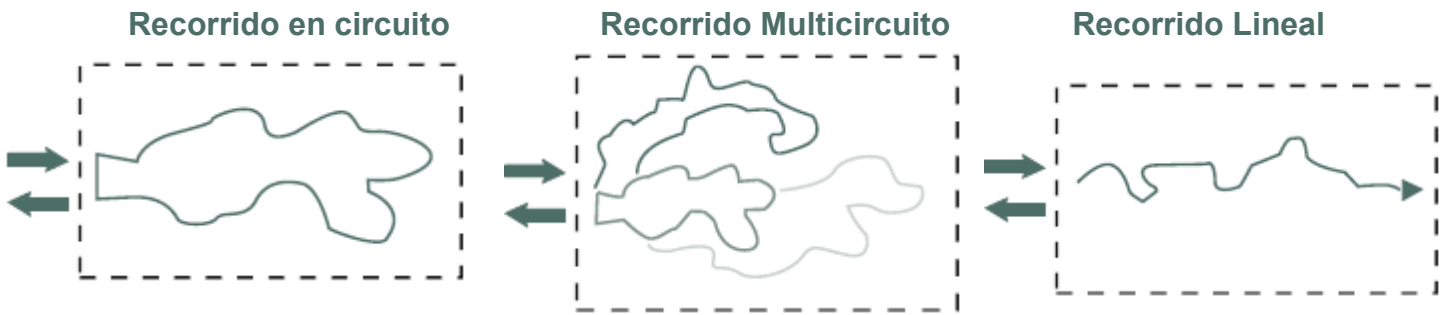 Recorrido en circuito
Recorrido Multicircuito
Recorrido Lineal